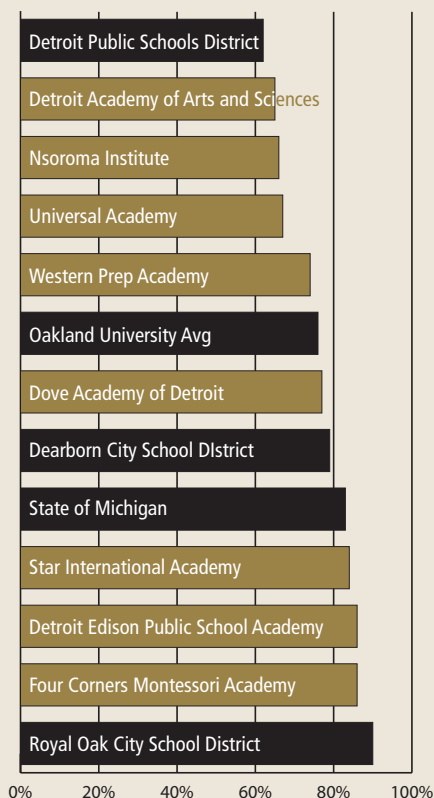 Detroit Public Schools District
Detroit Academy of Arts and Sciences
Nsoroma Institute
Universal Academy
Western Prep Academy
Oakland University Avg
Dove Academy of Detroit
Dearborn City School DIstrict
State of Michigan
Star International Academy
Detroit Edison Public School Academy
Four Corners Montessori Academy
Royal Oak City School District
0% 20% 40% 60% 80% 100%